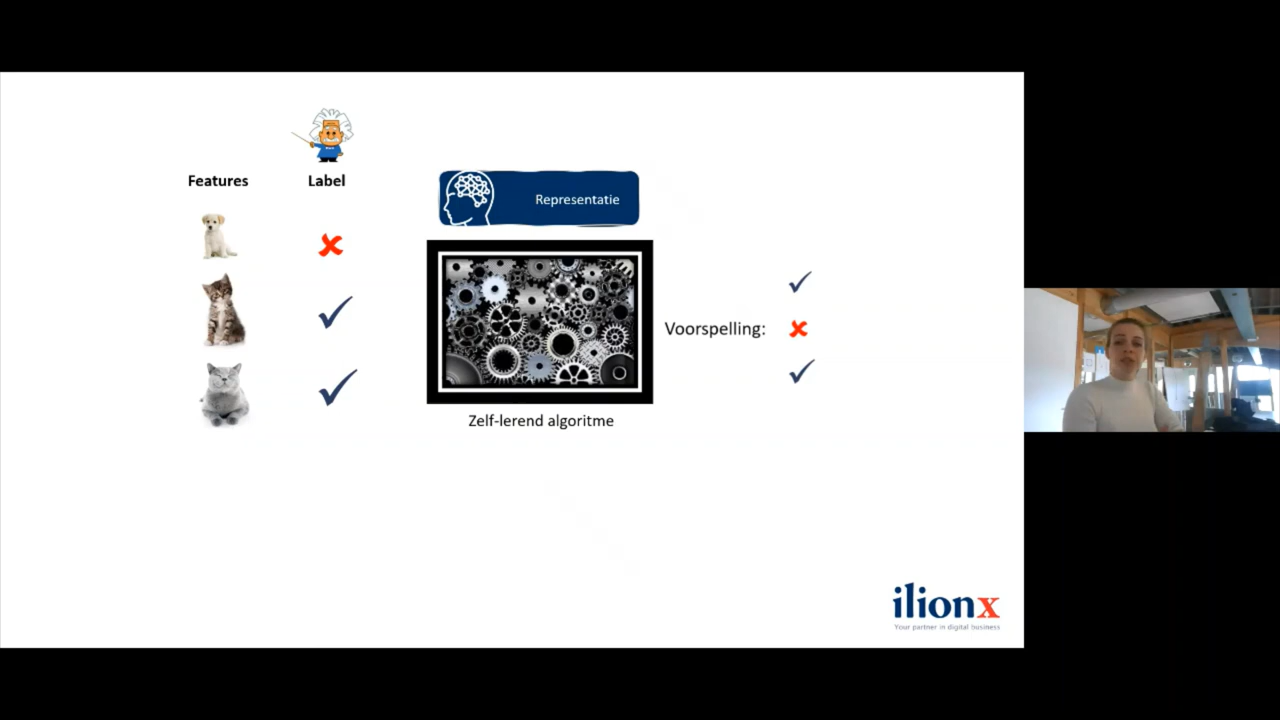 Features
Label
Representatie
Voorspelling:
Zelf-lerend algoritme
ilionx
Your partner in digital business